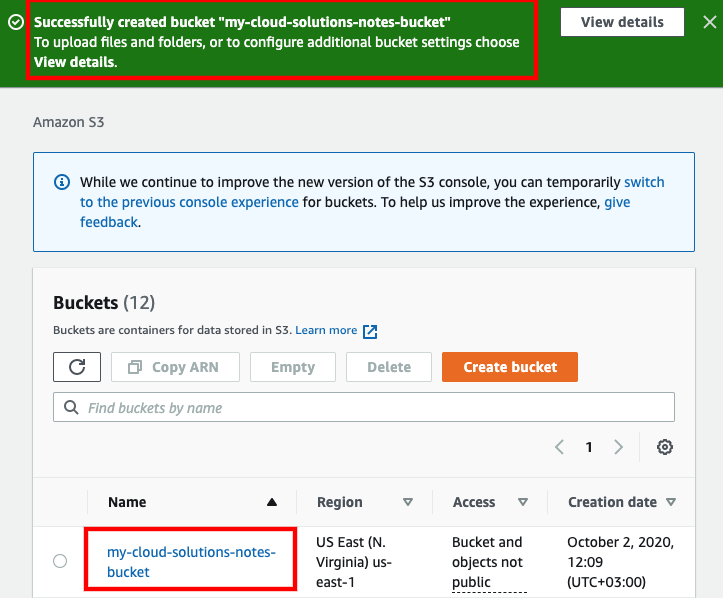 Successfully created bucket "my-cloud-solutions-notes-bucket"
To upload files and folders, or to configure additional bucket settings choose
View details.
View details
Amazon S3
While we continue to improve the new version of the S3 console, you can temporarily switch
to the previous console experience for buckets. To help us improve the experience, give
feedback.
Buckets (12)
Buckets are containers for data stored in S3. Learn more
Copy ARN
Empty
Delete
Create bucket
Find buckets by name
1
Name
Region
Access
Creation date
my-cloud-solutions-notes-
bucket
US East (N.
Virginia) us-
east-1
Bucket and
objects not
public
October 2, 2020,
12:09
(UTC+03:00)